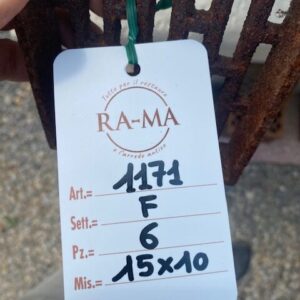 Tutto per il restauro
RA-MA
e l'arredo antico
Art.= 1171
Sett.= F
Pz.= 6
Mis.= 15x10